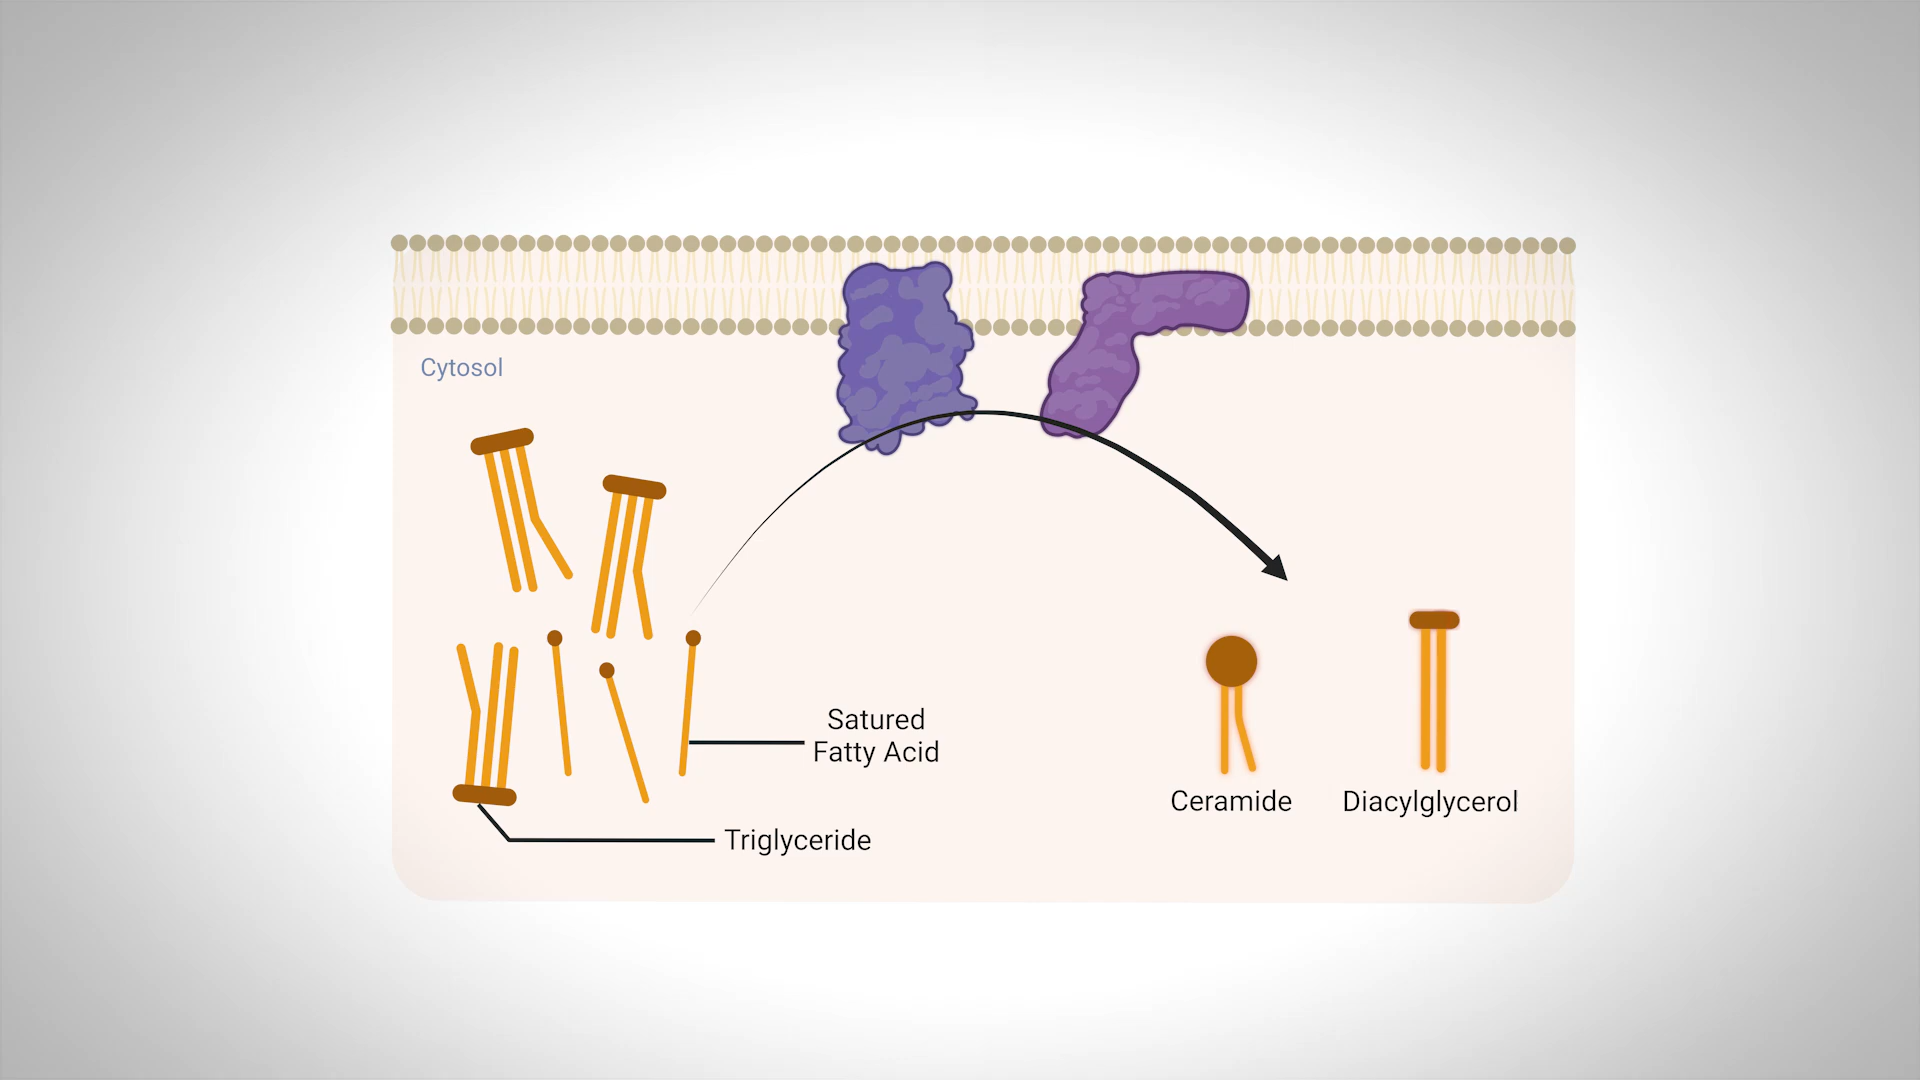 Cytosol
Satured
Fatty Acid
Ceramide
Diacylglycerol
Triglyceride